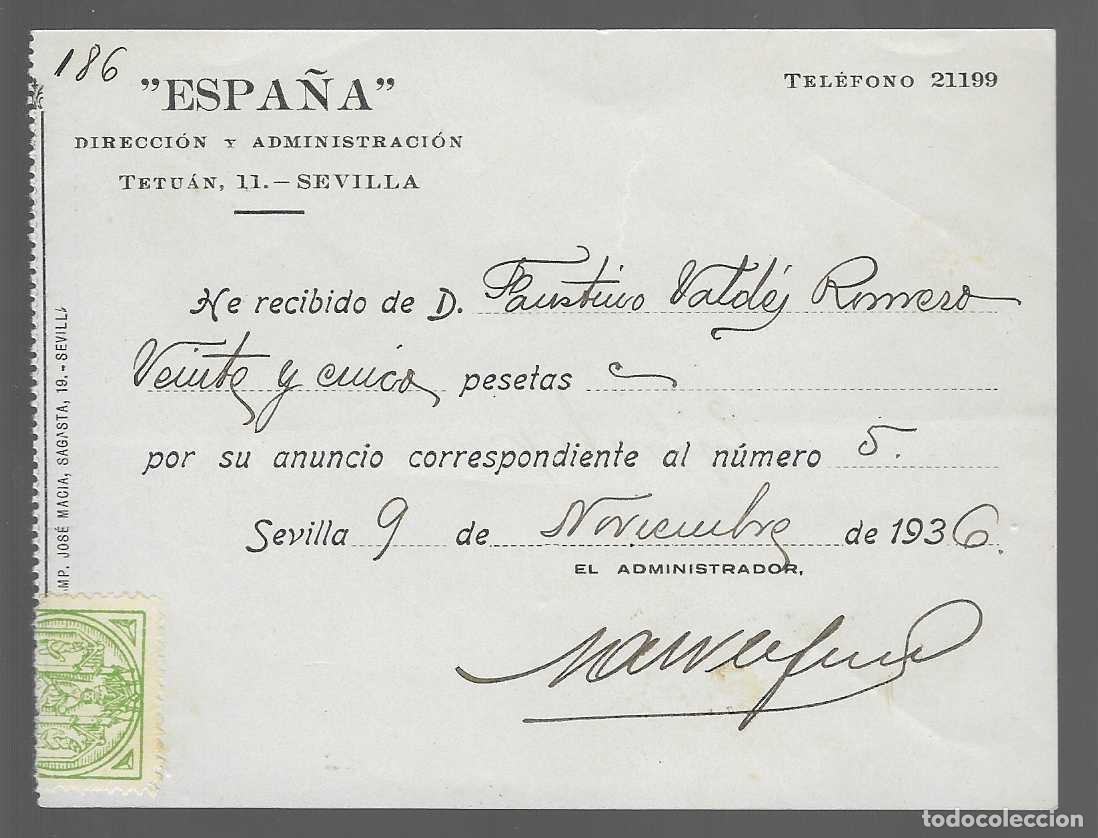 186
"ESPAÑA"
TELÉFONO 21199
DIRECCIÓN Y ADMINISTRACIÓN
TETUÁN, 11.-SEVILLA
He recibido de D. Faustino Valdés Romero
Veinte y cinco pesetas
por su anuncio correspondiente al número 5.
Sevilla 9 de Noviembre de 1936.
EL ADMINISTRADOR,
IMP. JOSÉ MACIA, SAGASTA, 19.-SEVILLA
todocoleccion